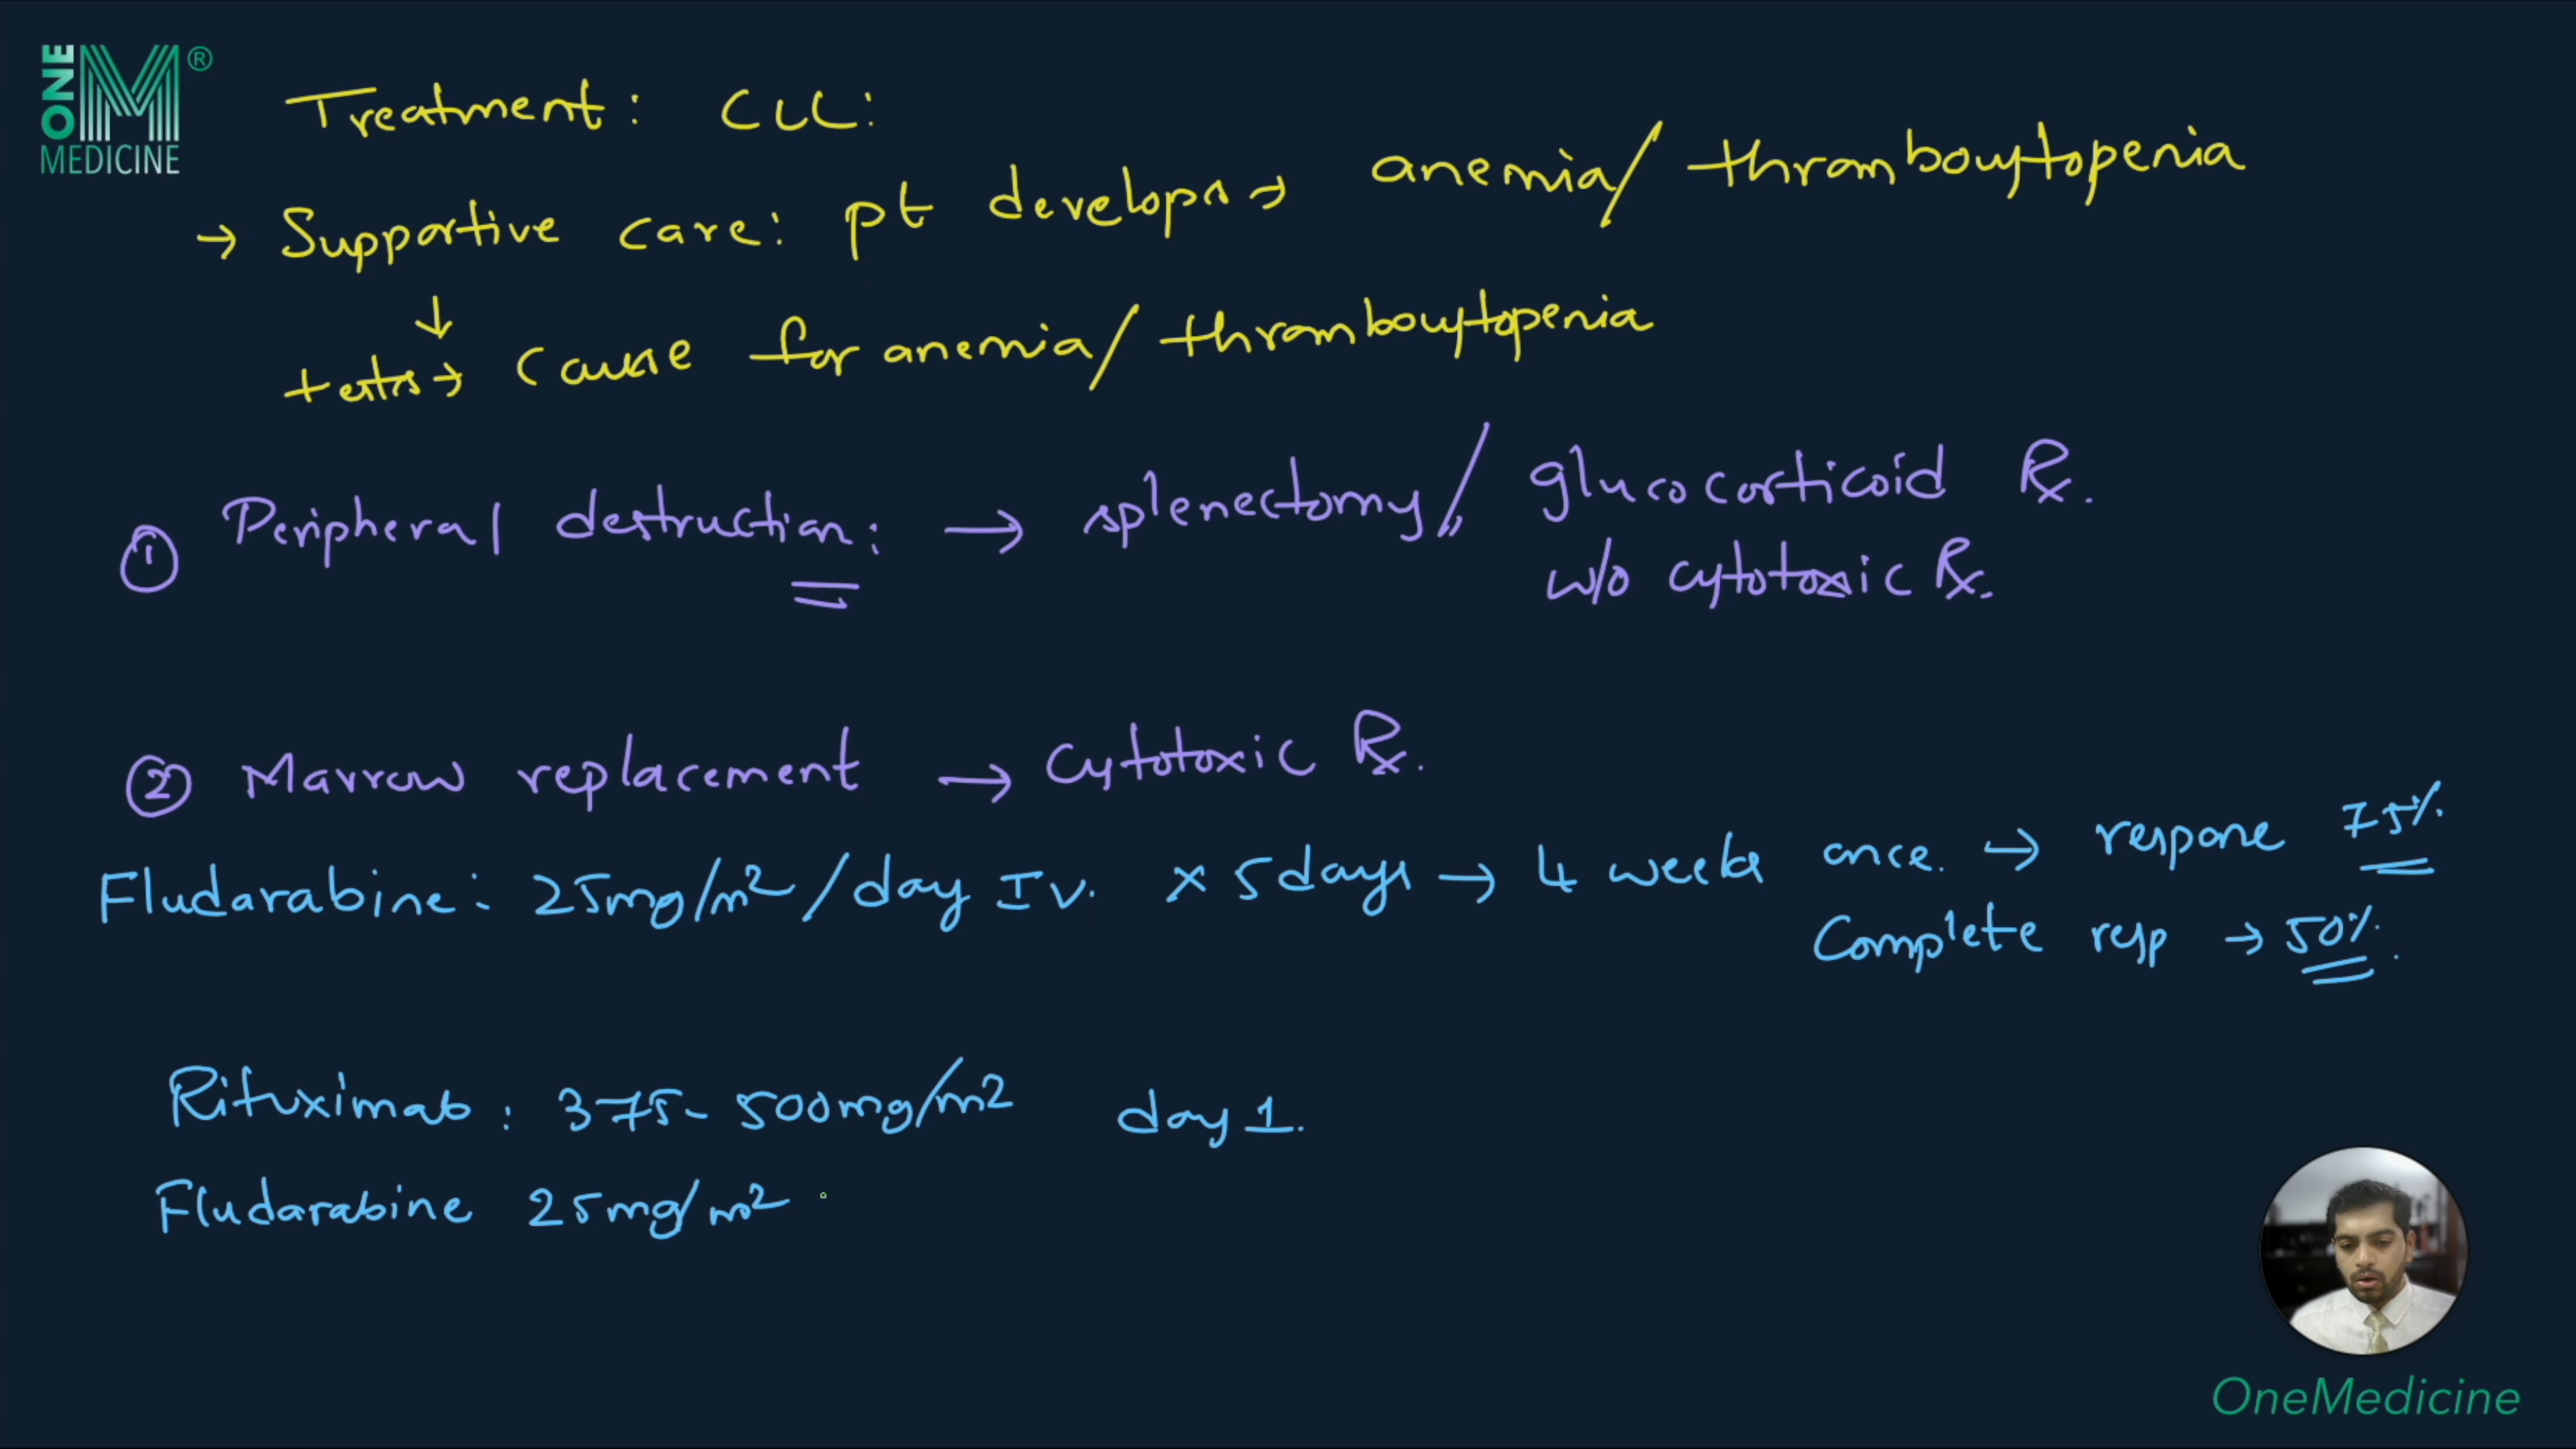 ONE M ®
MEDICINE
Treatment: CLL:
→ Supportive care: pt develops → anemia/ thrombocytopenia
↓
tests → cause for anemia/ thrombocytopenia
① Peripheral destruction: → splenectomy/ glucocorticoid Rx.
w/o cytotoxic Rx.
② Marrow replacement → Cytotoxic Rx.
Fludarabine: 25mg/m²/day IV. x 5 days → 4 weeks once. → response 75%.
Complete resp → 50%.
Rituximab: 375- 500mg/m² day 1.
Fludarabine 25mg/m²
OneMedicine